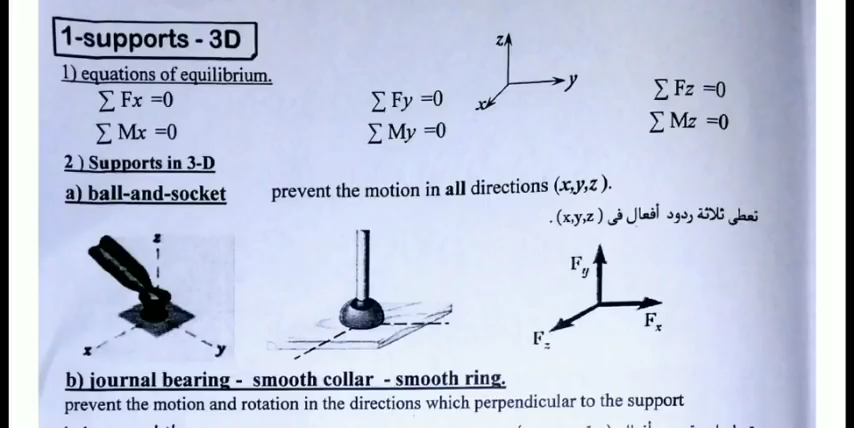 1-supports - 3D
1) equations of equilibrium.
z
y
x
∑ Fx =0 ∑ Fy =0 ∑ Fz =0
∑ Mx =0 ∑ My =0 ∑ Mz =0
2 ) Supports in 3-D
a) ball-and-socket prevent the motion in all directions (x,y,z ).
تعطى ثلاثة ردود أفعال فى ( x,y,z).
z
x
y
Fy
Fx
Fz
b) journal bearing - smooth collar - smooth ring.
prevent the motion and rotation in the directions which perpendicular to the support